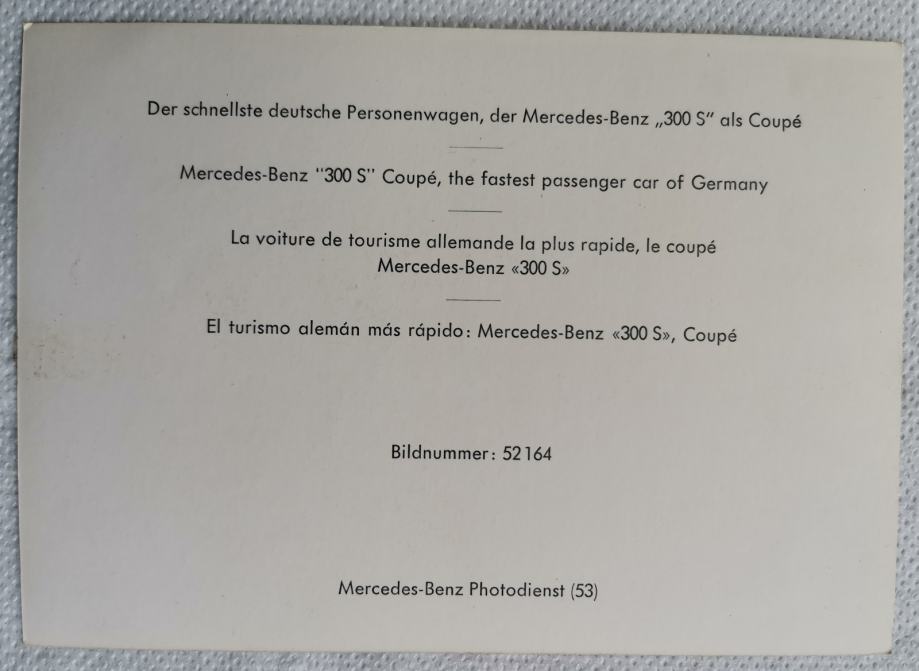 Der schnellste deutsche Personenwagen, der Mercedes-Benz „300 S” als Coupé
Mercedes-Benz "300 S" Coupé, the fastest passenger car of Germany
La voiture de tourisme allemande la plus rapide, le coupé
Mercedes-Benz «300 S»
El turismo alemán más rápido: Mercedes-Benz «300 S», Coupé
Bildnummer: 52164
Mercedes-Benz Photodienst (53)